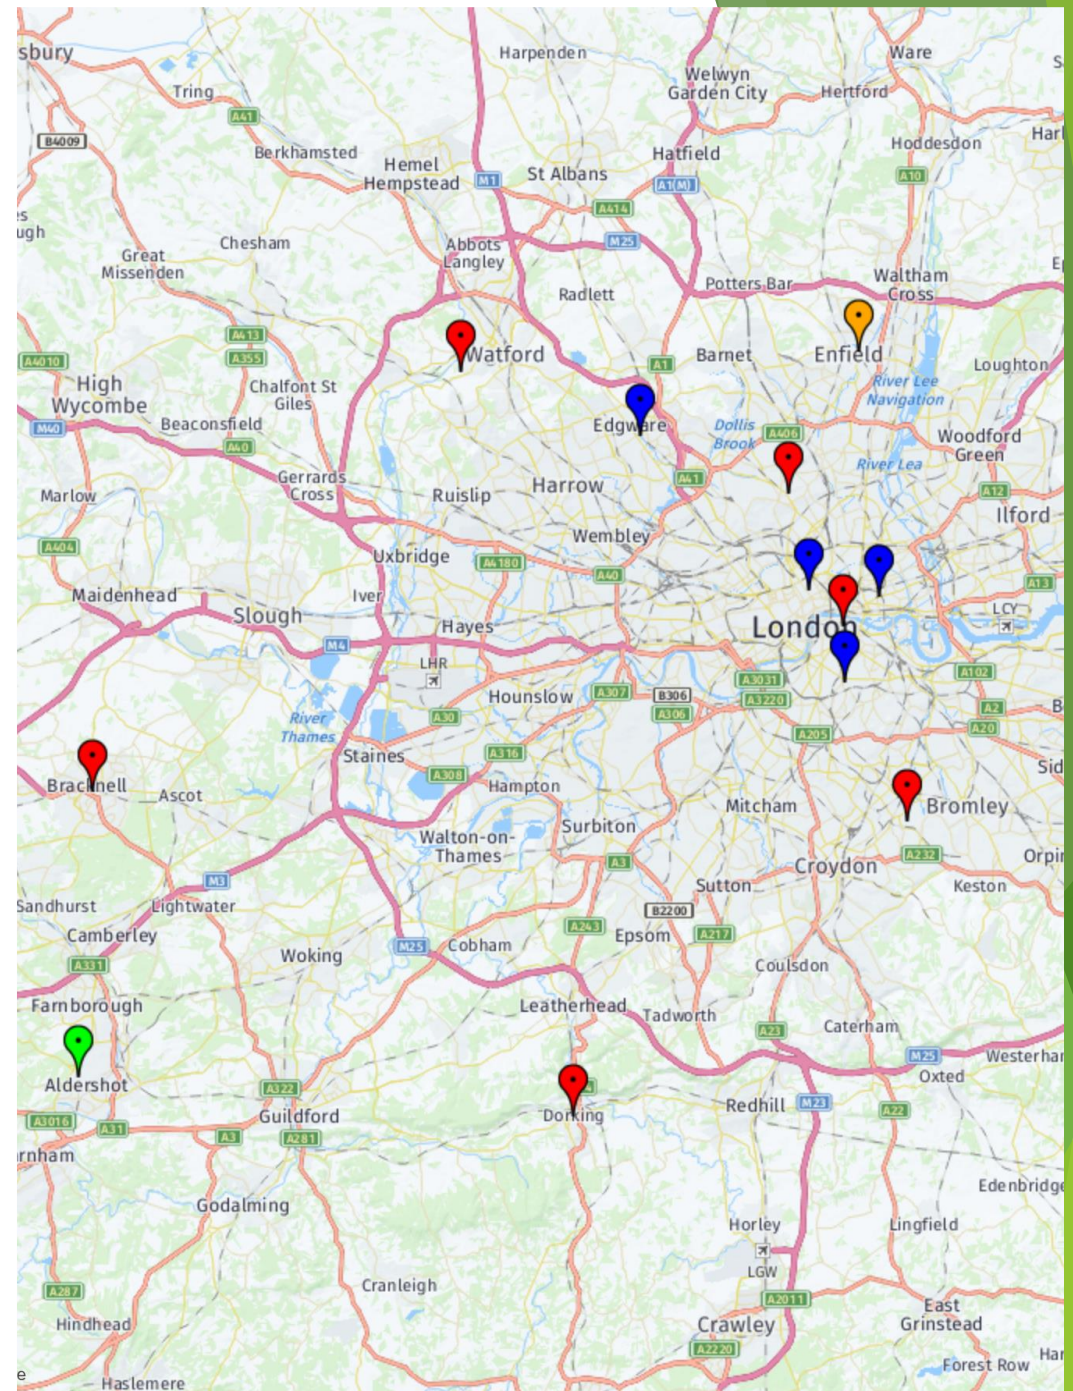 sbury
Harpenden
Ware
Welwyn
Garden City
Tring
Hertford
A41
B4009
Hoddesdon
Harl
Berkhamsted
Hatfield
Hemel
Hempstead
St Albans
M1
A1(M)
A10
A414
es
ugh
Chesham
M25
Abbots
Langley
Great
Missenden
Waltham
Cross
Potters Bar
Radlett
A413
A355
A4010
Watford
Barnet
Enfield
A1
Loughton
High
Wycombe
Chalfont St
Giles
River Lee
Navigation
M40
Beaconsfield
Edgware
Dollis
Brook
A406
Woodford
Green
A40
River Lea
Gerrards
Cross
A41
Marlow
Ruislip
Harrow
A12
Ilford
A404
Wembley
Uxbridge
A4180
A40
A13
Maidenhead
Iver
Slough
LCY
Hayes
London
M4
LHR
A102
A3031
Hounslow
A307
B306
A3220
A306
A2
A30
River
Thames
A20
A205
Staines
A316
Sid
A308
Bracknell
Ascot
Hampton
Mitcham
Bromley
Surbiton
Walton-on-
Thames
A3
A232
Orpin
Croydon
M3
Sutton
Keston
Sandhurst
Lightwater
B2200
A243
A217
Camberley
Epsom
M25
Cobham
Woking
A331
Coulsdon
Farnborough
Leatherhead
Tadworth
A23
Caterham
M25
Westerhar
Oxted
Aldershot
A322
Guildford
Dorking
Redhill
M23
A22
A3016
A31
A3
A281
rnham
Edenbridge
Godalming
Horley
Lingfield
LGW
Cranleigh
A287
A2011
Hindhead
East
Grinstead
Crawley
A2220
Har
Forest Row
e
Haslemere